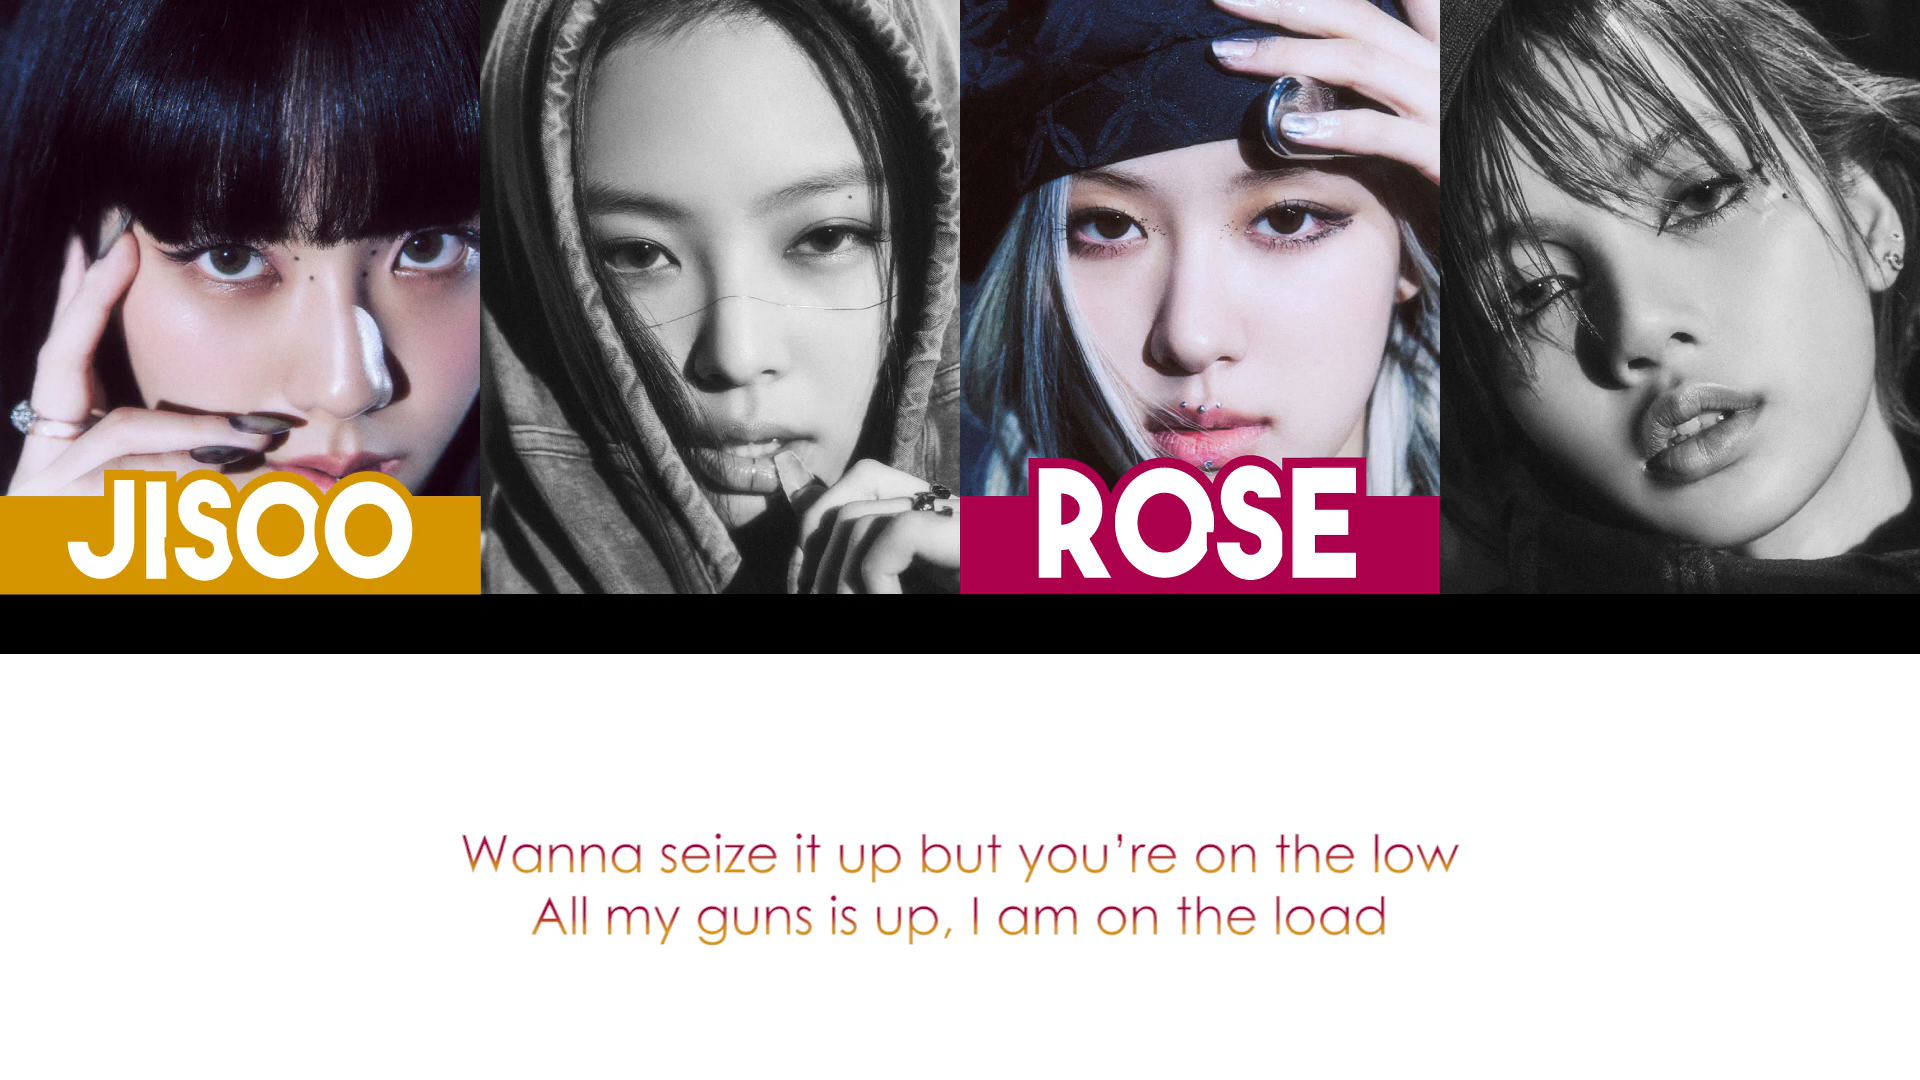 JISOO
ROSE
Wanna seize it up but you’re on the low
All my guns is up, I am on the load